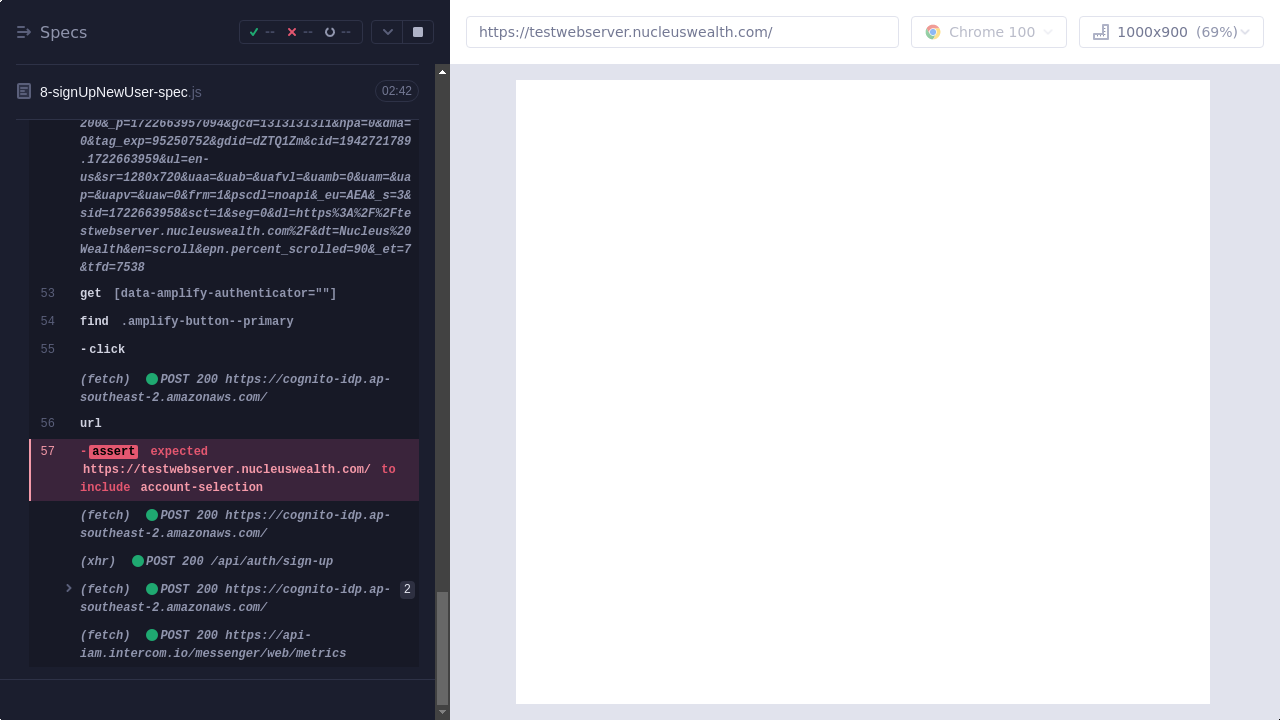 Specs
--
--
--
https://testwebserver.nucleuswealth.com/
Chrome 100
1000x900 (69%)
8-signUpNewUser-spec.js
02:42
200&_p=1722663957094&gcd=13l3l3l3l1&npa=0&dma=
0&tag_exp=95250752&gdid=dZTQ1Zm&cid=1942721789
.1722663959&ul=en-
us&sr=1280x720&uaa=&uab=&uafvl=&uamb=0&uam=&ua
p=&uapv=&uaw=0&frm=1&pscdl=noapi&_eu=AEA&_s=3&
sid=1722663958&sct=1&seg=0&dl=https%3A%2F%2Fte
stwebserver.nucleuswealth.com%2F&dt=Nucleus%20
Wealth&en=scroll&epn.percent_scrolled=90&_et=7
&tfd=7538
53 get [data-amplify-authenticator=""]
54 find .amplify-button--primary
55 -click
(fetch) POST 200 https://cognito-idp.ap-
southeast-2.amazonaws.com/
56 url
57 -assert expected
https://testwebserver.nucleuswealth.com/ to
include account-selection
(fetch) POST 200 https://cognito-idp.ap-
southeast-2.amazonaws.com/
(xhr) POST 200 /api/auth/sign-up
(fetch) POST 200 https://cognito-idp.ap- 2
southeast-2.amazonaws.com/
(fetch) POST 200 https://api-
iam.intercom.io/messenger/web/metrics